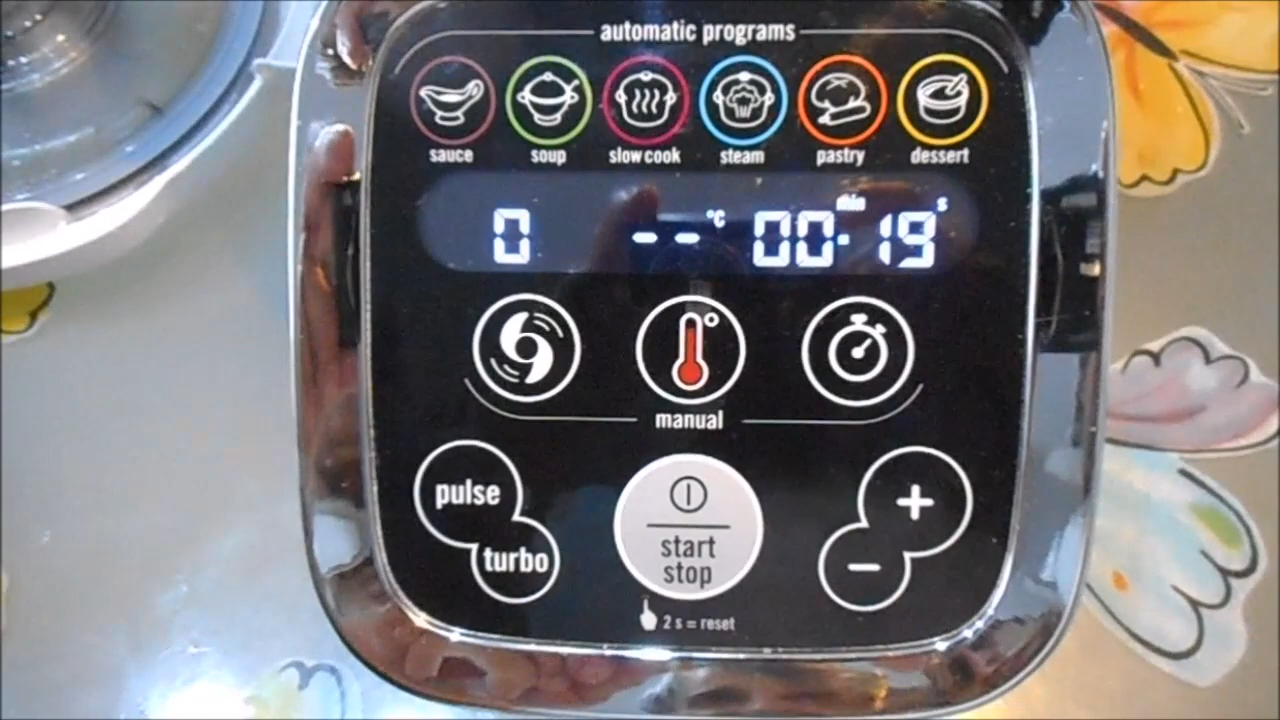 automatic programs
sauce soup slow cook steam pastry dessert
min s
0 -- °C 00 19
manual
pulse
turbo
start
stop
+
−
2 s = reset